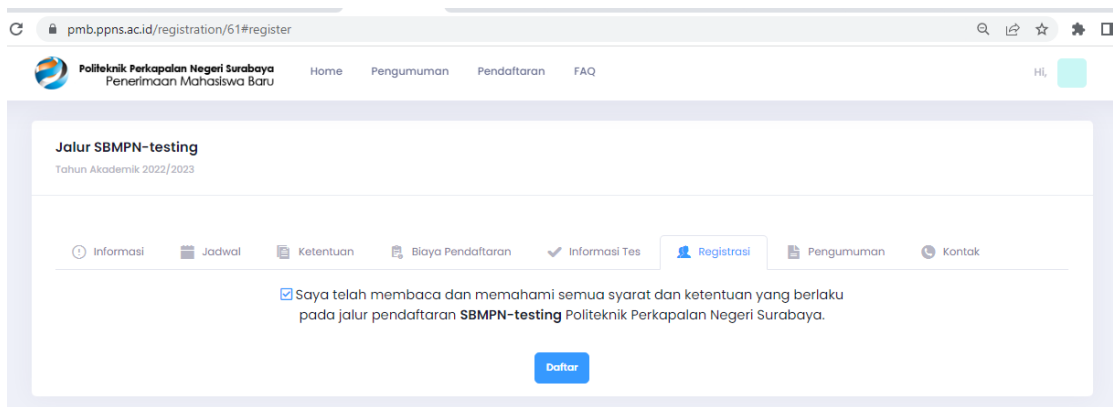 pmb.ppns.ac.id/registration/61#register
Politeknik Perkapalan Negeri Surabaya
Penerimaan Mahasiswa Baru
Home Pengumuman Pendaftaran FAQ
Hi,
Jalur SBMPN-testing
Tahun Akademik 2022/2023
Informasi Jadwal Ketentuan Biaya Pendaftaran Informasi Tes Registrasi Pengumuman Kontak
Saya telah membaca dan memahami semua syarat dan ketentuan yang berlaku
pada jalur pendaftaran SBMPN-testing Politeknik Perkapalan Negeri Surabaya.
Daftar